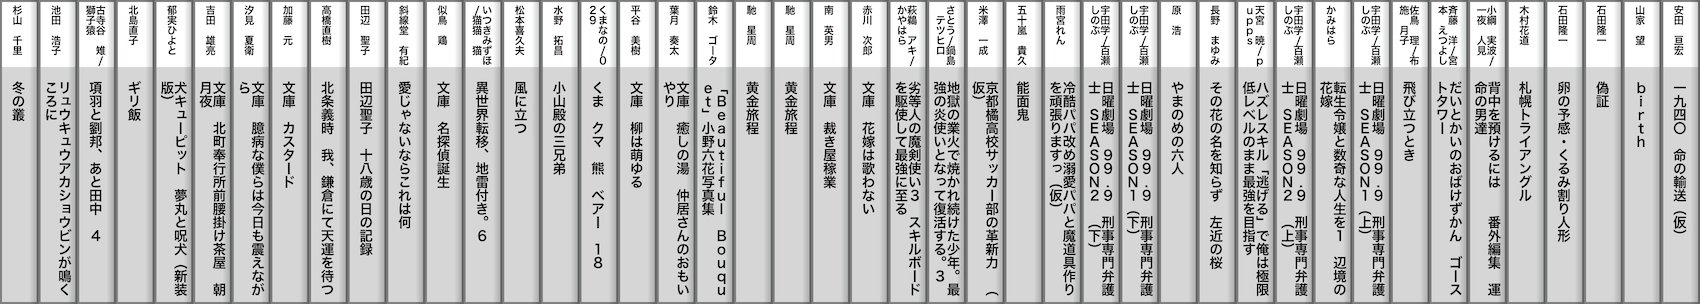 安田 亘宏
一九四〇 命の輸送（仮）
山家 望
ｂｉｒｔｈ
石田隆一
偽証
石田隆一
卵の予感・くるみ割り人形
木村花道
札幌トライアングル
斉藤 洋／宮
本 えつよし
だいとかいのおばけずかん ゴース
トタワー
小綱 実波／
一夜 人見
背中を預けるには 番外編集 運
命の男達
佐鳥 理／布
施 月子
飛び立つとき
宇田学／百瀬
しのぶ
日曜劇場 ９９．９ 刑事専門弁護
士 ＳＥＡＳＯＮ１（上）
かみはら
転生令嬢と数奇な人生を１ 辺境の
花嫁
宇田学／百瀬
しのぶ
日曜劇場 ９９．９ 刑事専門弁護
士 ＳＥＡＳＯＮ２（上）
天宮 暁／ｐ
ｕｐｐｓ
ハズレスキル「逃げる」で俺は極限
低レベルのまま最強を目指す
長野 まゆみ
その花の名を知らず 左近の桜
原 浩
やまのめの六人
宇田学／百瀬
しのぶ
日曜劇場 ９９．９ 刑事専門弁護
士 ＳＥＡＳＯＮ１（下）
宇田学／百瀬
しのぶ
日曜劇場 ９９．９ 刑事専門弁護
士 ＳＥＡＳＯＮ２（下）
雨宮れん
冷酷パパ改め溺愛パパと魔道具作り
を頑張りますっ（仮）
五十嵐 貴久
能面鬼
米澤 一成
京都橘高校サッカー部の革新力（
仮）
さとう／鍋島
テツヒロ
地獄の業火で焼かれ続けた少年。最
強の炎使いとなって復活する。３
萩鵜 アキ／
かやはら
劣等人の魔剣使い３ スキルボード
を駆使して最強に至る
赤川 次郎
文庫 花嫁は歌わない
南 英男
文庫 裁き屋稼業
馳 星周
黄金旅程
馳 星周
黄金旅程
鈴木 ゴータ
「Ｂｅａｕｔｉｆｕｌ Ｂｏｕｑｕ
ｅｔ」小野六花写真集
葉月 奏太
文庫 癒しの湯 仲居さんのおもい
やり
平谷 美樹
文庫 柳は萌ゆる
くまなの／０
２９
くま クマ 熊 ベアー １８
水野 拓昌
小山殿の三兄弟
松本喜久夫
風に立つ
いつきみずほ
／猫猫 猫
異世界転移、地雷付き。６
似鳥 鶏
文庫 名探偵誕生
斜線堂 有紀
愛じゃないならこれは何
田辺 聖子
田辺聖子 十八歳の日の記録
高橋直樹
北条義時 我、鎌倉にて天運を待つ
加藤 元
文庫 カスタード
汐見 夏衛
文庫 臆病な僕らは今日も震えなが
ら
吉田 雄亮
文庫 北町奉行所前腰掛け茶屋 朝
月夜
郁実ひよと
犬キューピット 夢丸と呪犬（新装
版）
北島直子
ギリ飯
古寺谷 雉／
獅子猿
項羽と劉邦、あと田中 ４
池田 浩子
リュウキュウアカショウビンが鳴く
ころに
杉山 千里
冬の叢